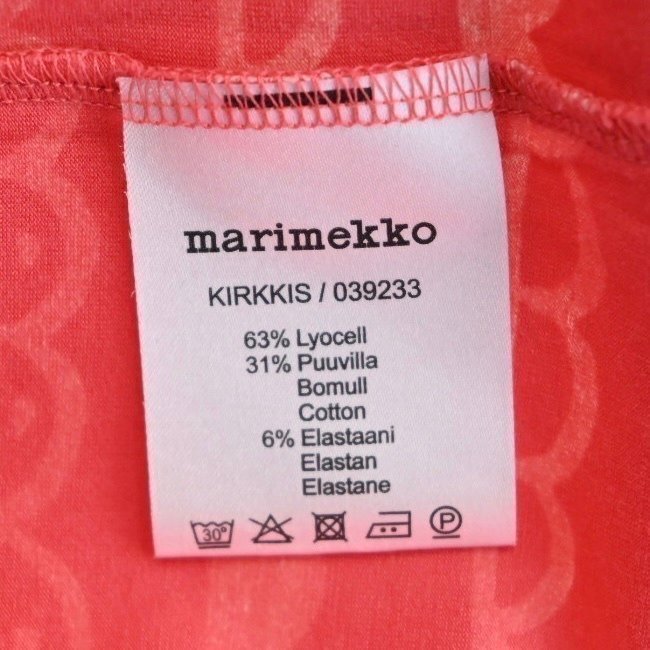 marimekko
KIRKKIS / 039233
63% Lyocell
31% Puuvilla
Bomull
Cotton
6% Elastaani
Elastan
Elastane
30°
P